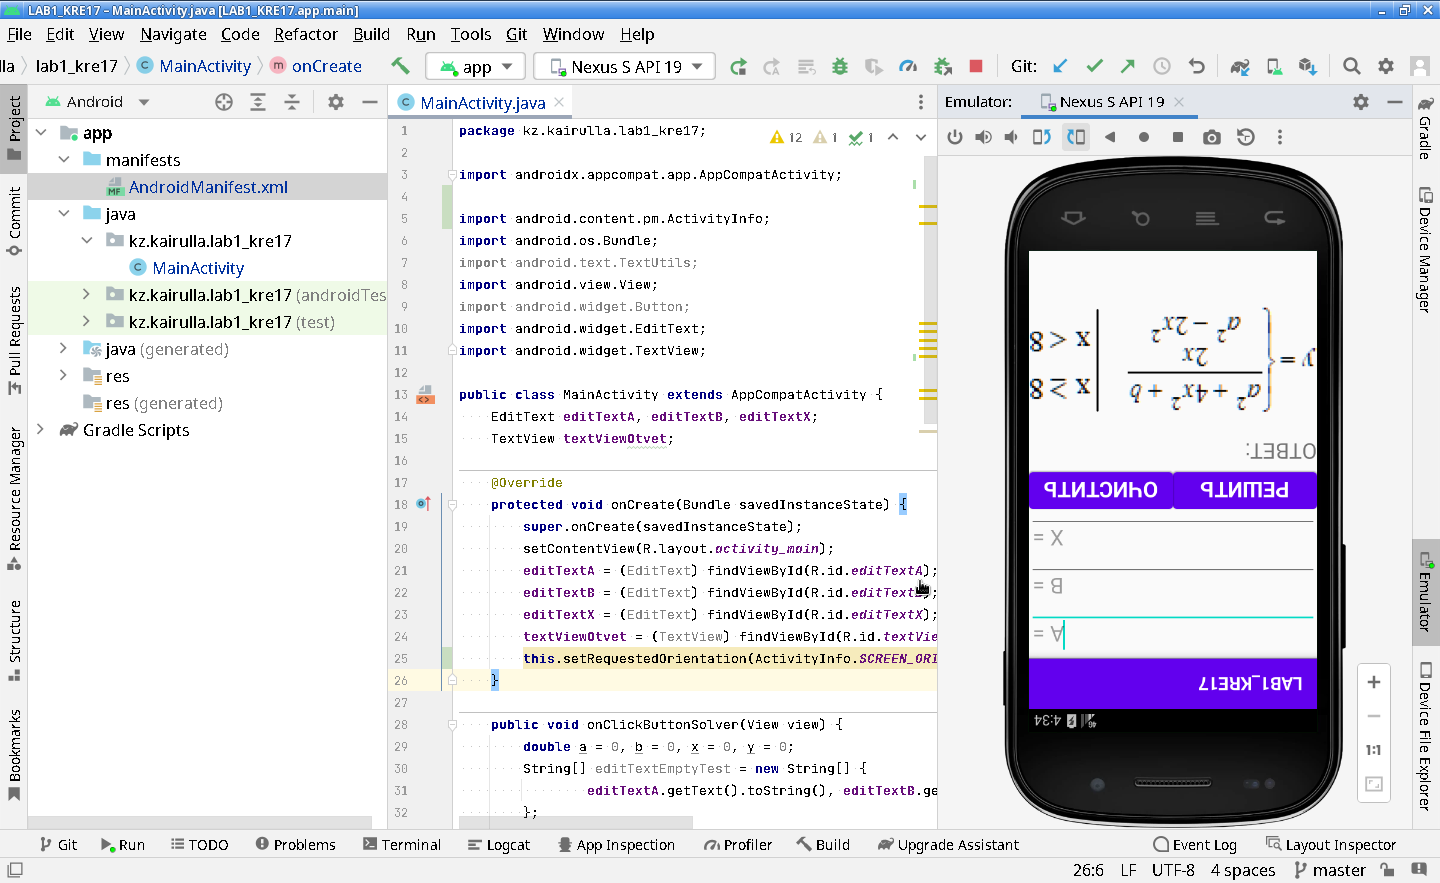 LAB1_KRE17 – MainActivity.java [LAB1_KRE17.app.main]
File Edit View Navigate Code Refactor Build Run Tools Git Window Help
lla lab1_kre17 MainActivity onCreate app Nexus S API 19 Git:
Android
MainActivity.java
Emulator: Nexus S API 19
Project
Commit
Pull Requests
Resource Manager
Structure
Bookmarks
app
manifests
AndroidManifest.xml
java
kz.kairulla.lab1_kre17
MainActivity
kz.kairulla.lab1_kre17 (androidTes
kz.kairulla.lab1_kre17 (test)
java (generated)
res
res (generated)
Gradle Scripts
12 1 1
1 package kz.kairulla.lab1_kre17;
2
3 import androidx.appcompat.app.AppCompatActivity;
4
5 import android.content.pm.ActivityInfo;
6 import android.os.Bundle;
7 import android.text.TextUtils;
8 import android.view.View;
9 import android.widget.Button;
10 import android.widget.EditText;
11 import android.widget.TextView;
12
13 public class MainActivity extends AppCompatActivity {
14 EditText editTextA, editTextB, editTextX;
15 TextView textViewOtvet;
16
17 @Override
18 protected void onCreate(Bundle savedInstanceState) {
19 super.onCreate(savedInstanceState);
20 setContentView(R.layout.activity_main);
21 editTextA = (EditText) findViewById(R.id.editTextA);
22 editTextB = (EditText) findViewById(R.id.editTextB);
23 editTextX = (EditText) findViewById(R.id.editTextX);
24 textViewOtvet = (TextView) findViewById(R.id.textVie
25 this.setRequestedOrientation(ActivityInfo.SCREEN_ORI
26 }
27
28 public void onClickButtonSolver(View view) {
29 double a = 0, b = 0, x = 0, y = 0;
30 String[] editTextEmptyTest = new String[] {
31 editTextA.getText().toString(), editTextB.ge
32 };
4:34
LAB1_KRE17
A =
B =
X =
РЕШИТЬ ОЧИСТИТЬ
ОТВЕТ:
y = { a² + 4x² + b / 2x x ≥ 8
a² − 2x² x < 8
1:1
Gradle
Device Manager
Emulator
Device File Explorer
Git Run TODO Problems Terminal Logcat App Inspection Profiler Build Upgrade Assistant Event Log Layout Inspector
26:6 LF UTF-8 4 spaces master